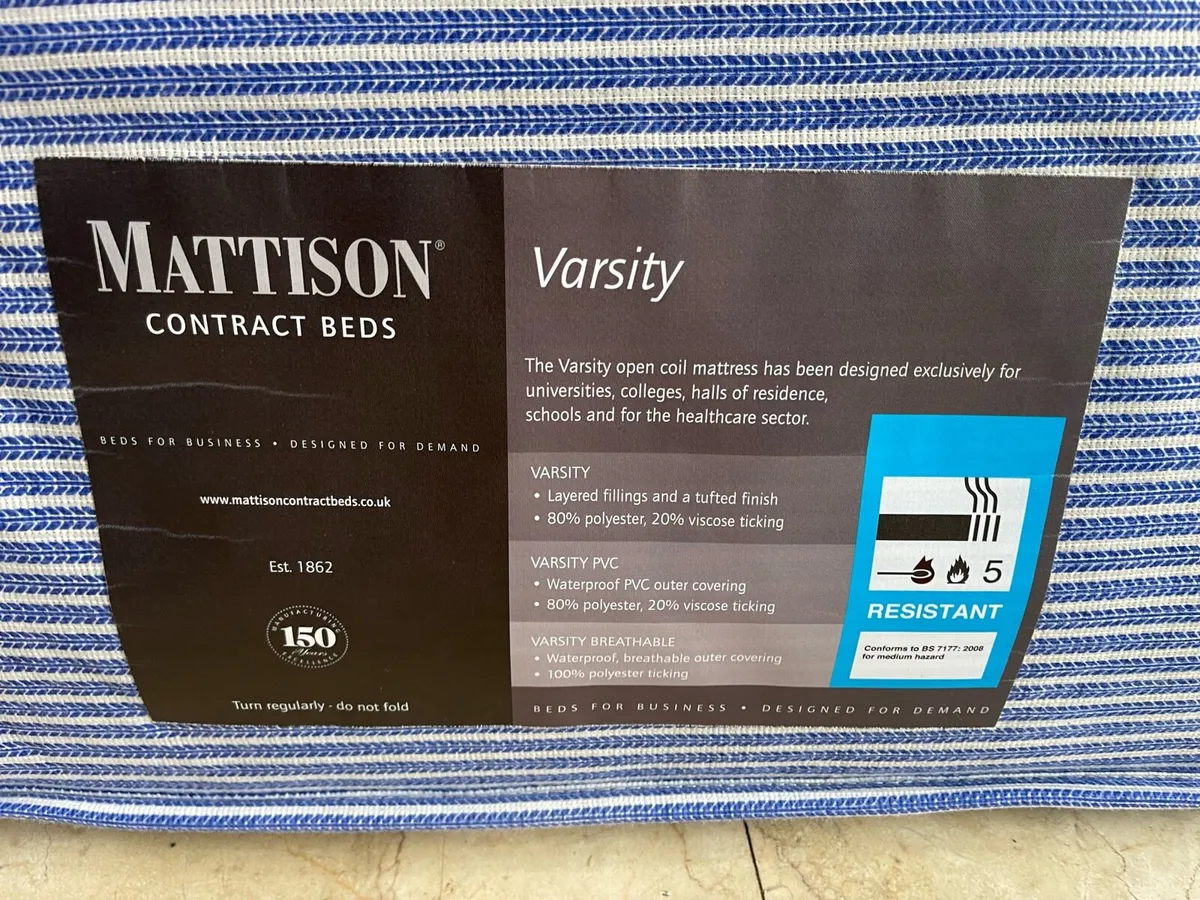 MATTISON®
CONTRACT BEDS
BEDS FOR BUSINESS • DESIGNED FOR DEMAND
www.mattisoncontractbeds.co.uk
Est. 1862
MANUFACTURING
150
Years
EXCELLENCE
Turn regularly - do not fold
Varsity
The Varsity open coil mattress has been designed exclusively for
universities, colleges, halls of residence,
schools and for the healthcare sector.
VARSITY
• Layered fillings and a tufted finish
• 80% polyester, 20% viscose ticking
VARSITY PVC
• Waterproof PVC outer covering
• 80% polyester, 20% viscose ticking
VARSITY BREATHABLE
• Waterproof, breathable outer covering
• 100% polyester ticking
BEDS FOR BUSINESS • DESIGNED FOR DEMAND
5
RESISTANT
Conforms to BS 7177: 2008
for medium hazard